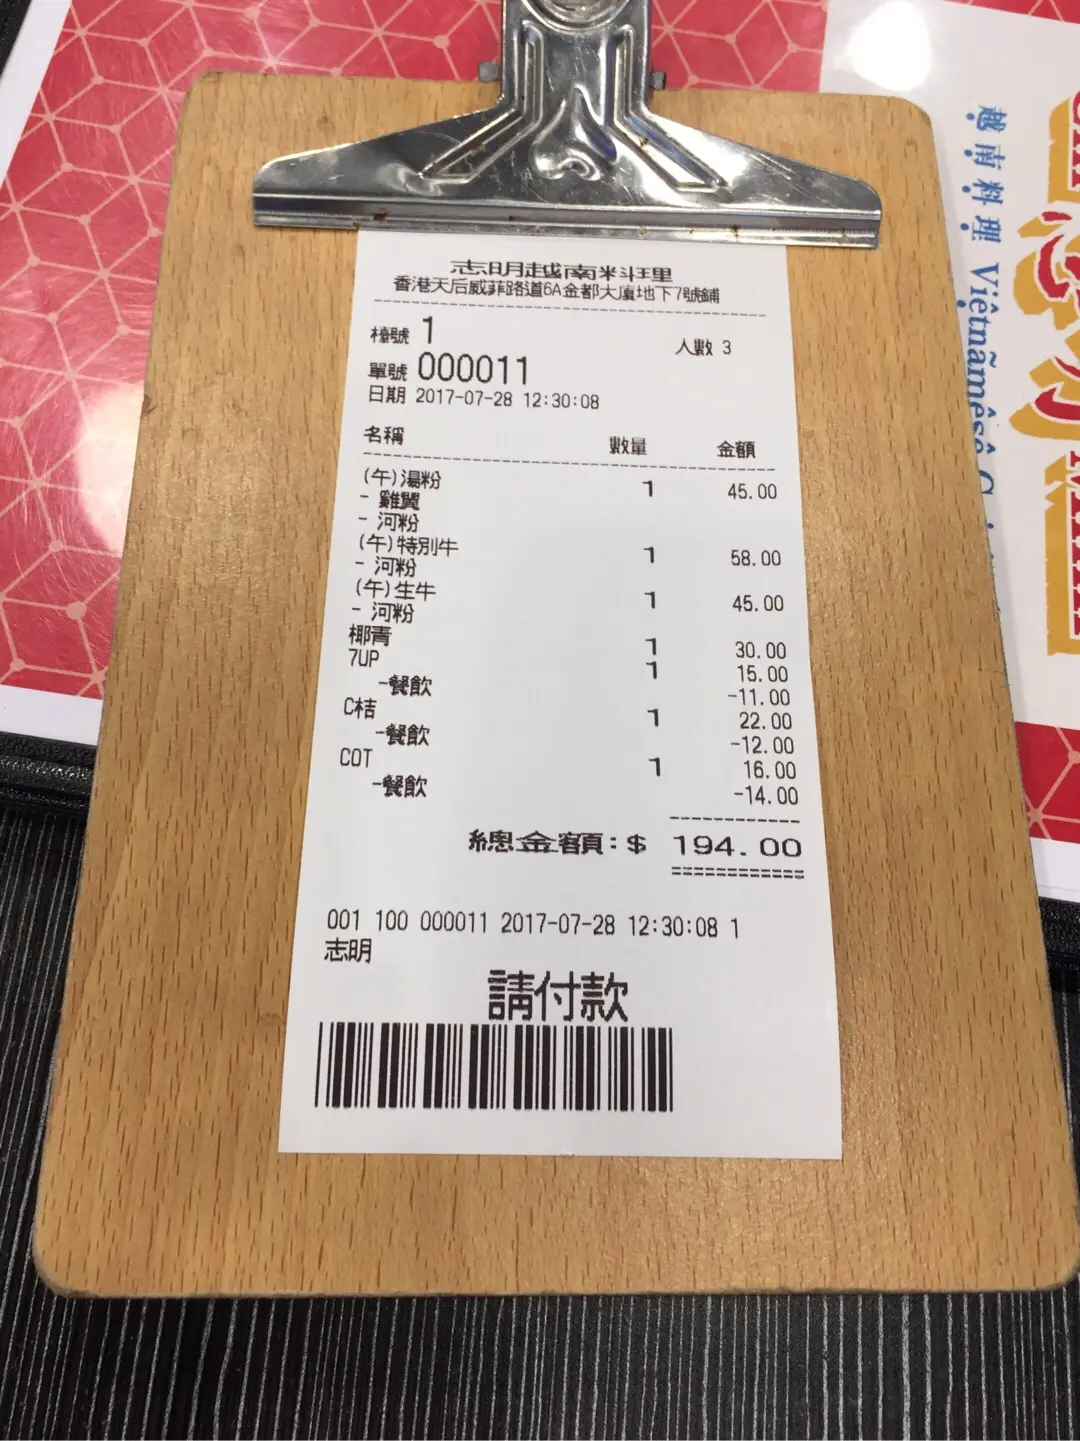 志明越南料理
香港天后威菲路道6A金都大廈地下7號鋪
檯號 1 人數 3
單號 000011
日期 2017-07-28 12:30:08
名稱 數量 金額
(午)湯粉 1 45.00
- 雞翼
- 河粉
(午)特別牛 1 58.00
- 河粉
(午)生牛 1 45.00
- 河粉
椰青 1 30.00
7UP 1 15.00
-餐飲 -11.00
C桔 1 22.00
-餐飲 -12.00
COT 1 16.00
-餐飲 -14.00
總金額:$ 194.00
001 100 000011 2017-07-28 12:30:08 1
志明
請付款
越南料理 Viêtnãmêsê